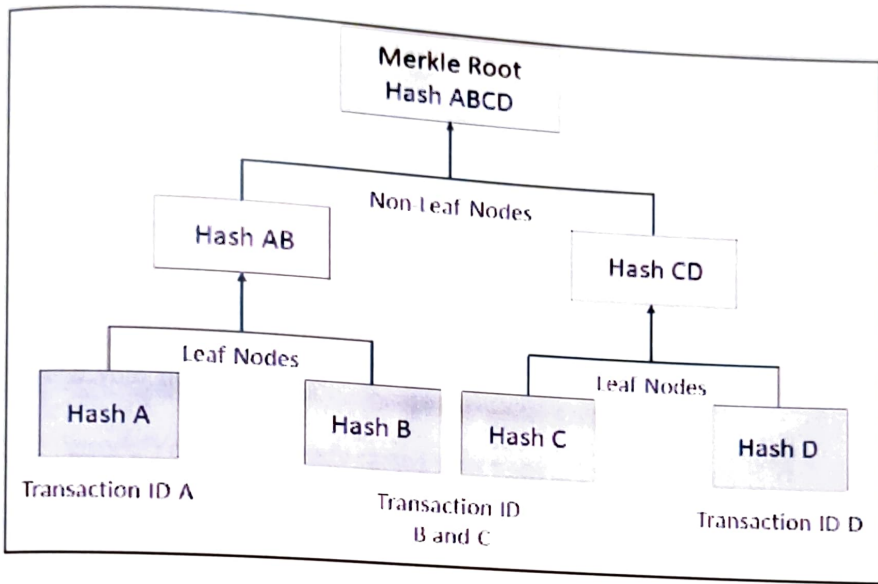 Merkle Root
Hash ABCD
Non-Leaf Nodes
Hash AB
Hash CD
Leaf Nodes
Leaf Nodes
Hash A
Hash B
Hash C
Hash D
Transaction ID A
Transaction ID
B and C
Transaction ID D